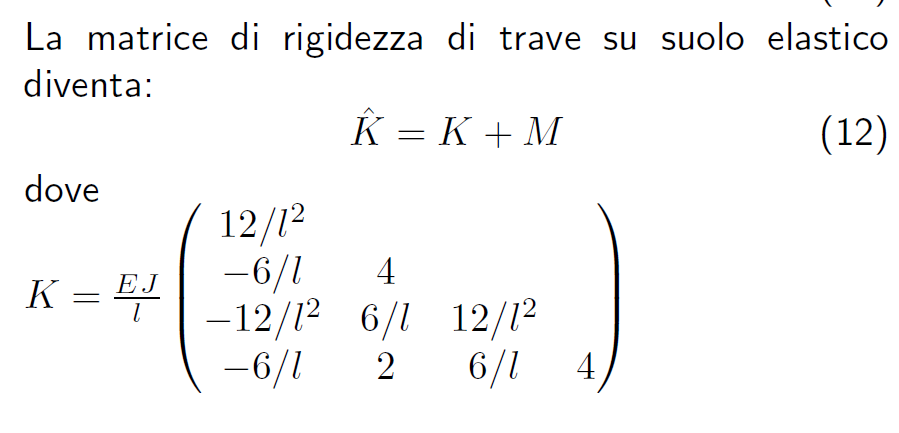 La matrice di rigidezza di trave su suolo elastico
diventa:
K̂ = K + M (12)
dove
K = EJ/l
12/l²
−6/l 4
−12/l² 6/l 12/l²
−6/l 2 6/l 4